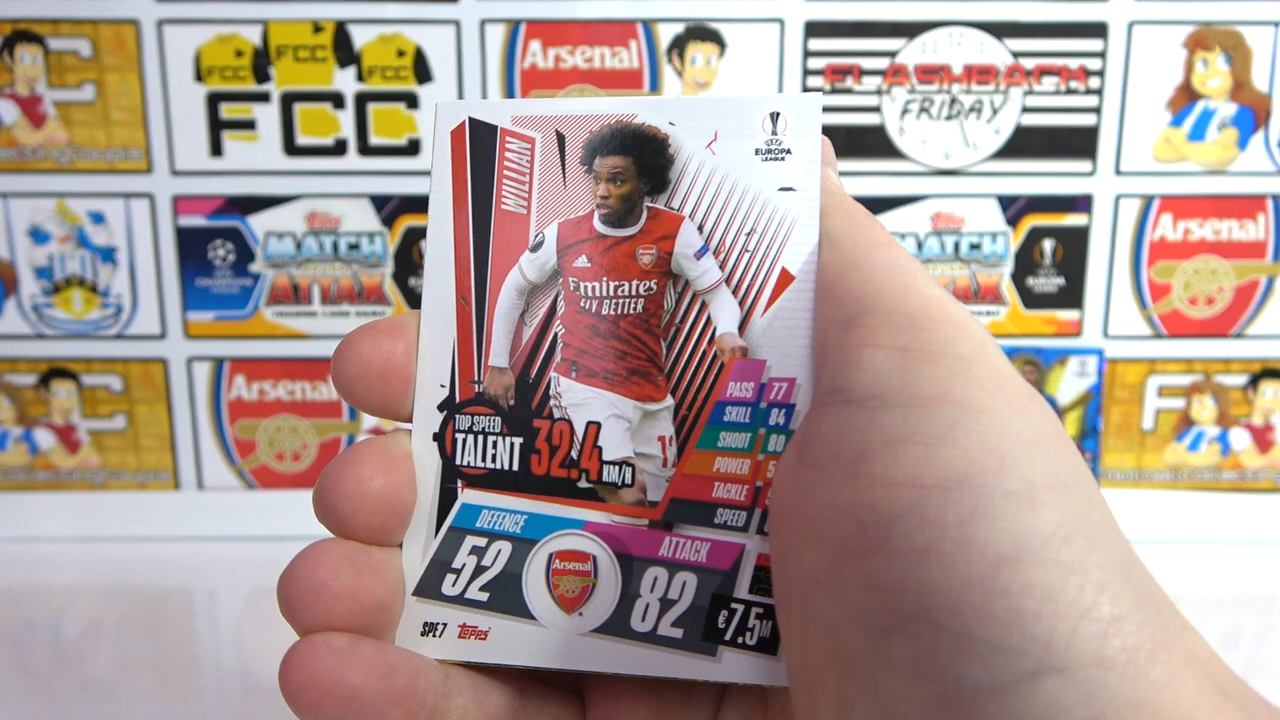 FCC
FCC
FCC
FCC
Arsenal
FLASHBACK
FRIDAY
topps
MATCH
ATTAX
topps
MATCH
ATTAX
Arsenal
Arsenal
WILLIAN
UEFA
EUROPA
LEAGUE
adidas
Arsenal
Emirates
FLY BETTER
TOP SPEED
TALENT 32.4 KM/H
PASS 77
SKILL 84
SHOOT 80
POWER
TACKLE
SPEED
DEFENCE
52
Arsenal
ATTACK
82
€7.5M
SPE7 Topps